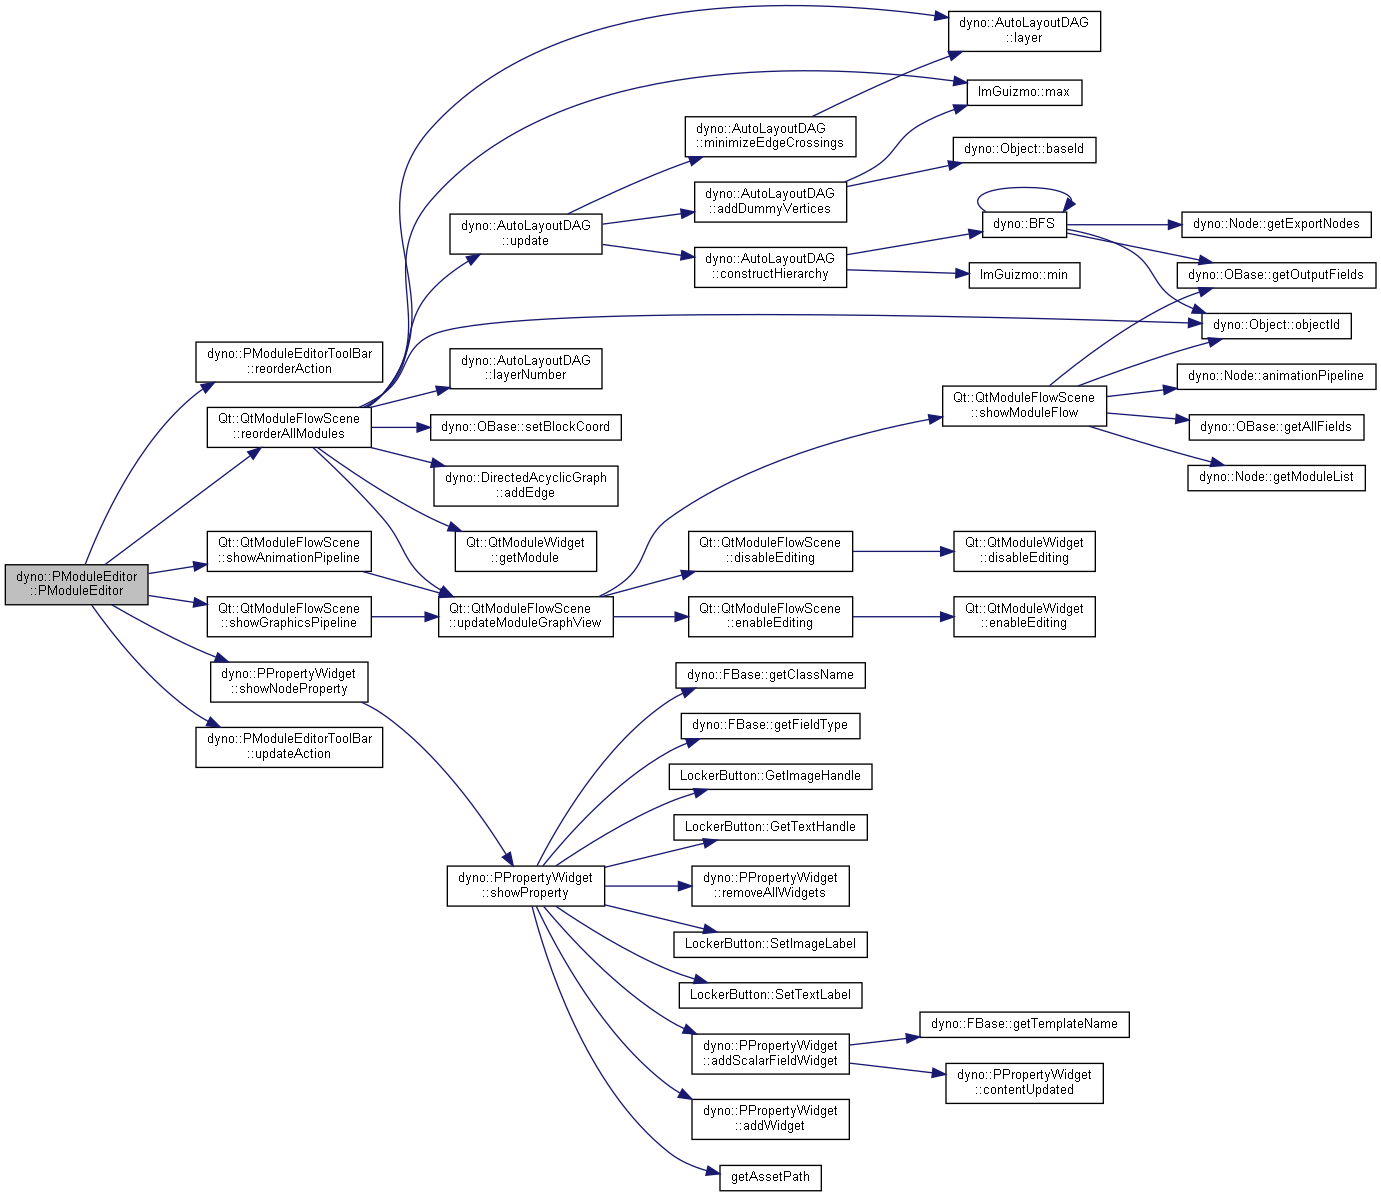 dyno::AutoLayoutDAG
::layer
ImGuizmo::max
dyno::AutoLayoutDAG
::minimizeEdgeCrossings
dyno::Object::baseId
dyno::AutoLayoutDAG
::addDummyVertices
dyno::AutoLayoutDAG
::update
dyno::BFS
dyno::Node::getExportNodes
dyno::AutoLayoutDAG
::constructHierarchy
ImGuizmo::min
dyno::OBase::getOutputFields
dyno::Object::objectId
dyno::PModuleEditorToolBar
::reorderAction
dyno::AutoLayoutDAG
::layerNumber
dyno::Node::animationPipeline
Qt::QtModuleFlowScene
::showModuleFlow
Qt::QtModuleFlowScene
::reorderAllModules
dyno::OBase::setBlockCoord
dyno::OBase::getAllFields
dyno::DirectedAcyclicGraph
::addEdge
dyno::Node::getModuleList
Qt::QtModuleFlowScene
::showAnimationPipeline
Qt::QtModuleWidget
::getModule
Qt::QtModuleFlowScene
::disableEditing
Qt::QtModuleWidget
::disableEditing
dyno::PModuleEditor
::PModuleEditor
Qt::QtModuleFlowScene
::showGraphicsPipeline
Qt::QtModuleFlowScene
::updateModuleGraphView
Qt::QtModuleFlowScene
::enableEditing
Qt::QtModuleWidget
::enableEditing
dyno::PPropertyWidget
::showNodeProperty
dyno::FBase::getClassName
dyno::PModuleEditorToolBar
::updateAction
dyno::FBase::getFieldType
LockerButton::GetImageHandle
LockerButton::GetTextHandle
dyno::PPropertyWidget
::showProperty
dyno::PPropertyWidget
::removeAllWidgets
LockerButton::SetImageLabel
LockerButton::SetTextLabel
dyno::PPropertyWidget
::addScalarFieldWidget
dyno::FBase::getTemplateName
dyno::PPropertyWidget
::contentUpdated
dyno::PPropertyWidget
::addWidget
getAssetPath